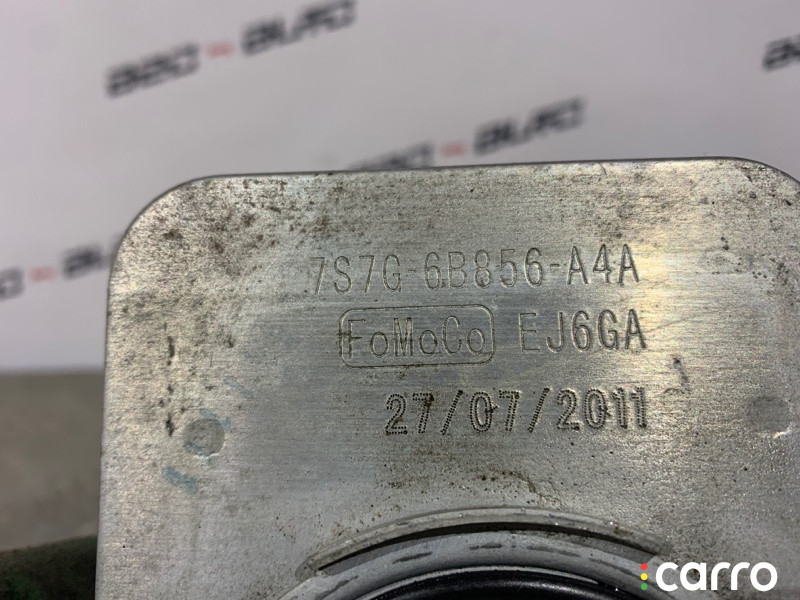 7S7G-6B856-A4A
FoMoCo EJ6GA
27/07/2011
carro